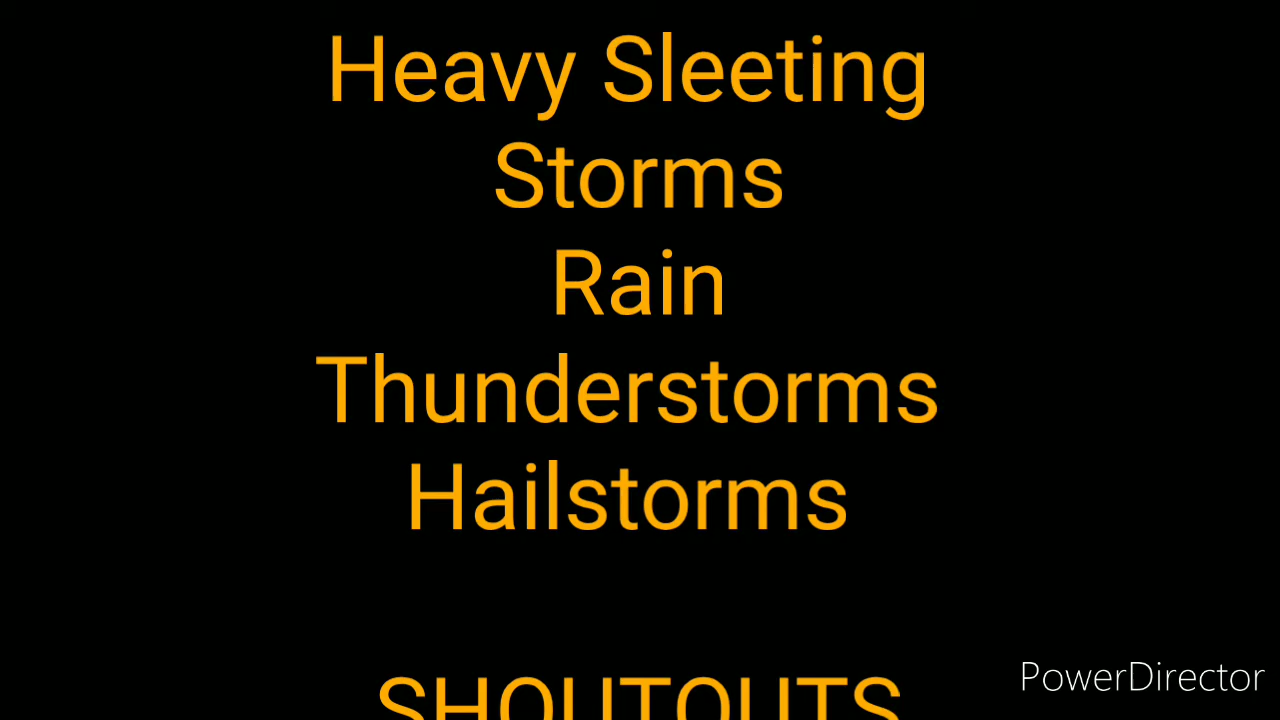 Heavy Sleeting
Storms
Rain
Thunderstorms
Hailstorms
SHOUTOUTS
PowerDirector